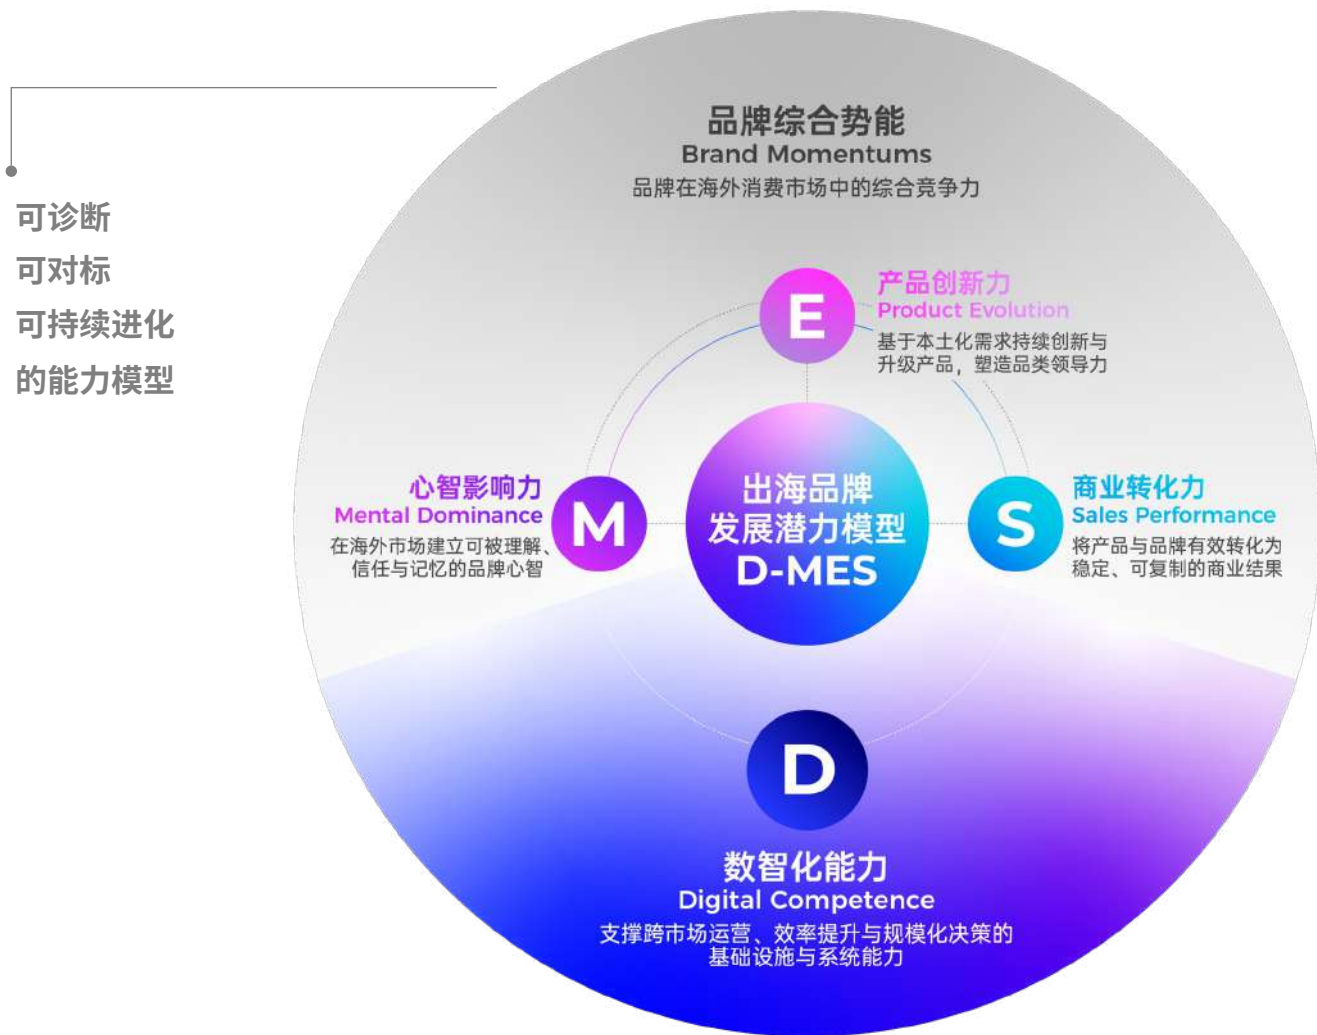 品牌综合势能
Brand Momentums
品牌在海外消费市场中的综合竞争力
可诊断
可对标
可持续进化
的能力模型
E
产品创新力
Product Evolution
基于本土化需求持续创新与
升级产品，塑造品类领导力
心智影响力
Mental Dominance
在海外市场建立可被理解、
信任与记忆的品牌心智
M
出海品牌
发展潜力模型
D-MES
S
商业转化力
Sales Performance
将产品与品牌有效转化为
稳定、可复制的商业结果
D
数智化能力
Digital Competence
支撑跨市场运营、效率提升与规模化决策的
基础设施与系统能力